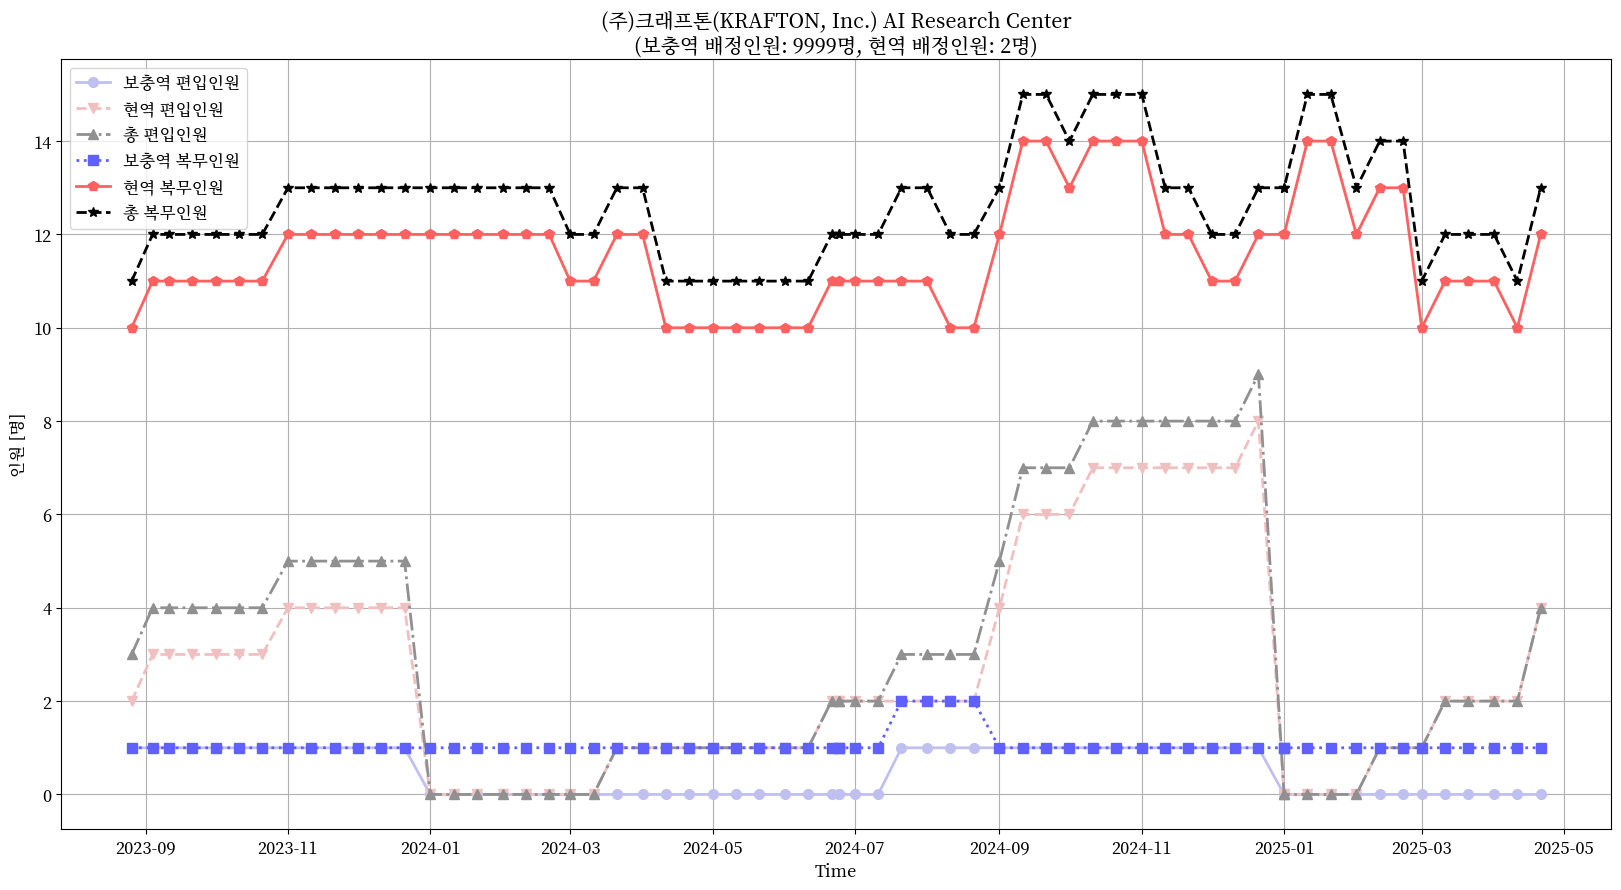 (주)크래프톤(KRAFTON, Inc.) AI Research Center
(보충역 배정인원: 9999명, 현역 배정인원: 2명)
보충역 편입인원
현역 편입인원
총 편입인원
보충역 복무인원
현역 복무인원
총 복무인원
인원 [명]
14
12
10
8
6
4
2
0
2023-09
2023-11
2024-01
2024-03
2024-05
2024-07
2024-09
2024-11
2025-01
2025-03
2025-05
Time